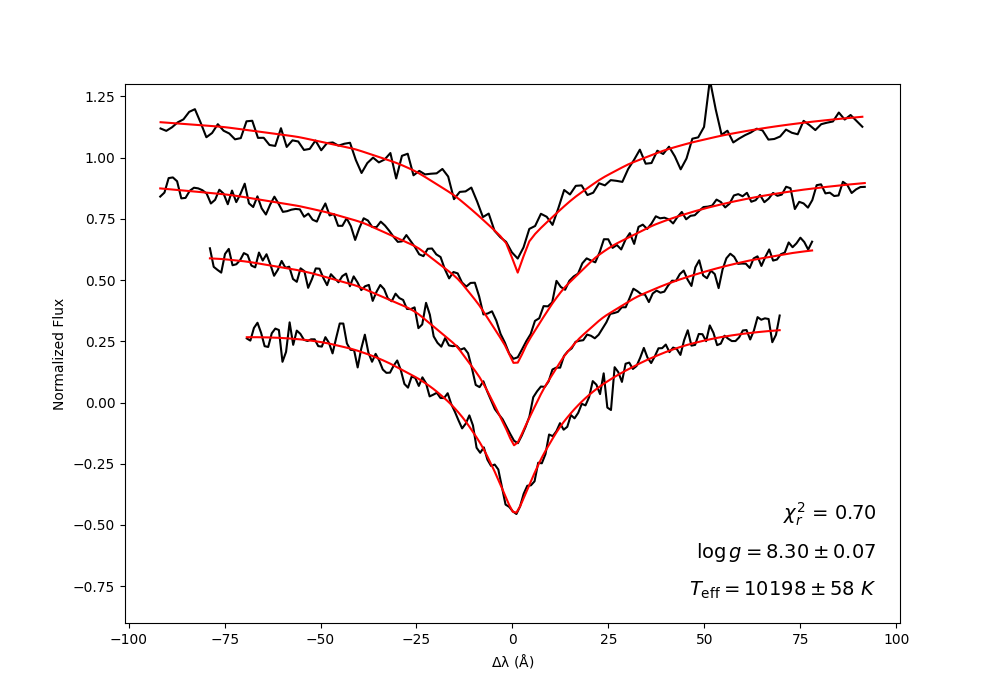 1.25
1.00
0.75
0.50
0.25
0.00
−0.25
−0.50
−0.75
Normalized Flux
χ²ᵣ = 0.70
log g = 8.30 ± 0.07
T_eff = 10198 ± 58 K
−100 −75 −50 −25 0 25 50 75 100
Δλ (Å)